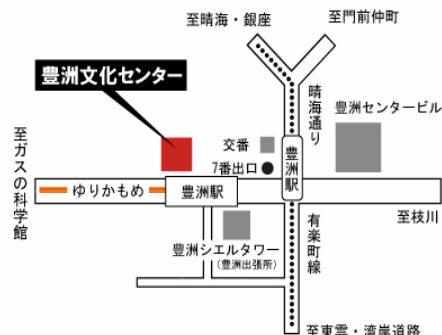 至晴海・銀座
至門前仲町
豊洲文化センター
晴海通り
豊洲センタービル
至ガスの科学館
交番
7番出口
豊洲駅
ゆりかもめ
豊洲駅
至枝川
有楽町線
豊洲シエルタワー
(豊洲出張所)
至東雲・湾岸道路